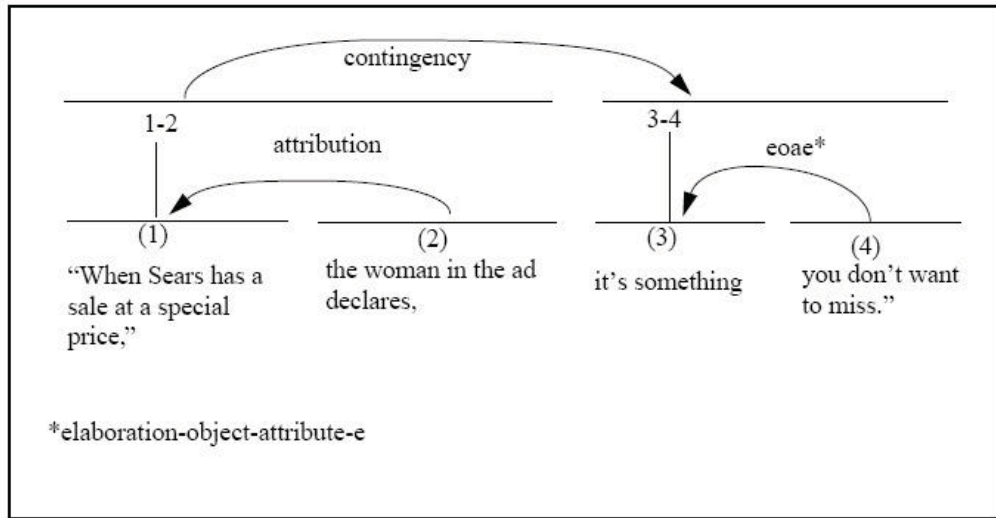 contingency
1-2
3-4
attribution
eoae*
(1)
(2)
(3)
(4)
“When Sears has a
sale at a special
price,”
the woman in the ad
declares,
it’s something
you don’t want
to miss.”
*elaboration-object-attribute-e